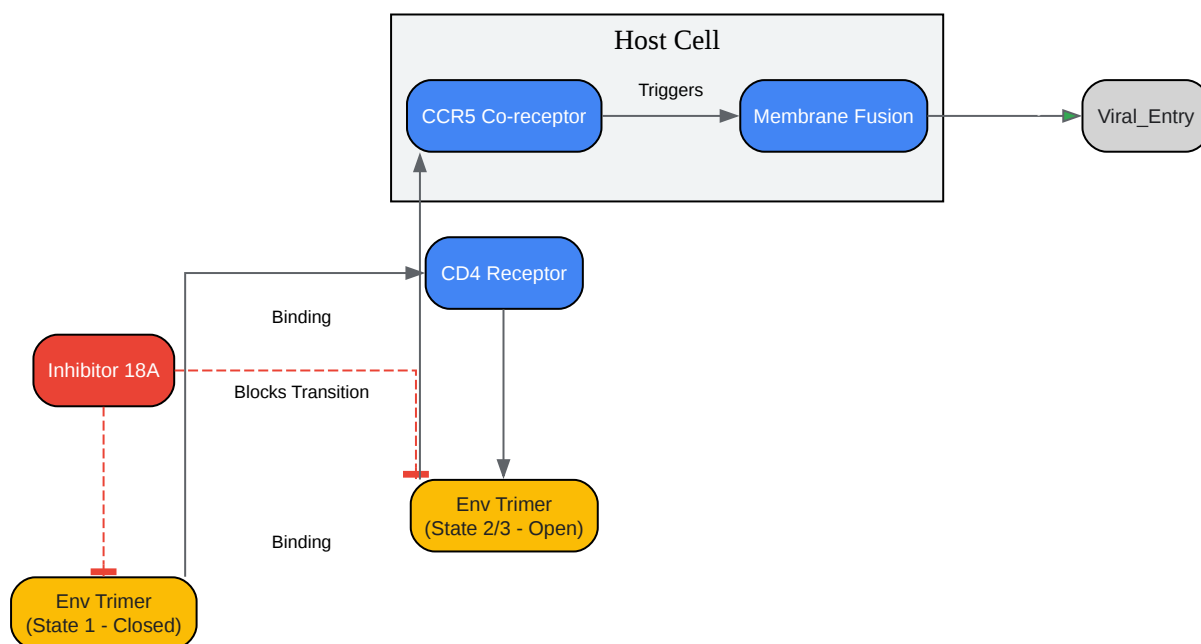 Host Cell
Triggers
CCR5 Co-receptor
Membrane Fusion
Viral_Entry
CD4 Receptor
Binding
Inhibitor 18A
Blocks Transition
Env Trimer
(State 2/3 - Open)
Binding
Env Trimer
(State 1 - Closed)